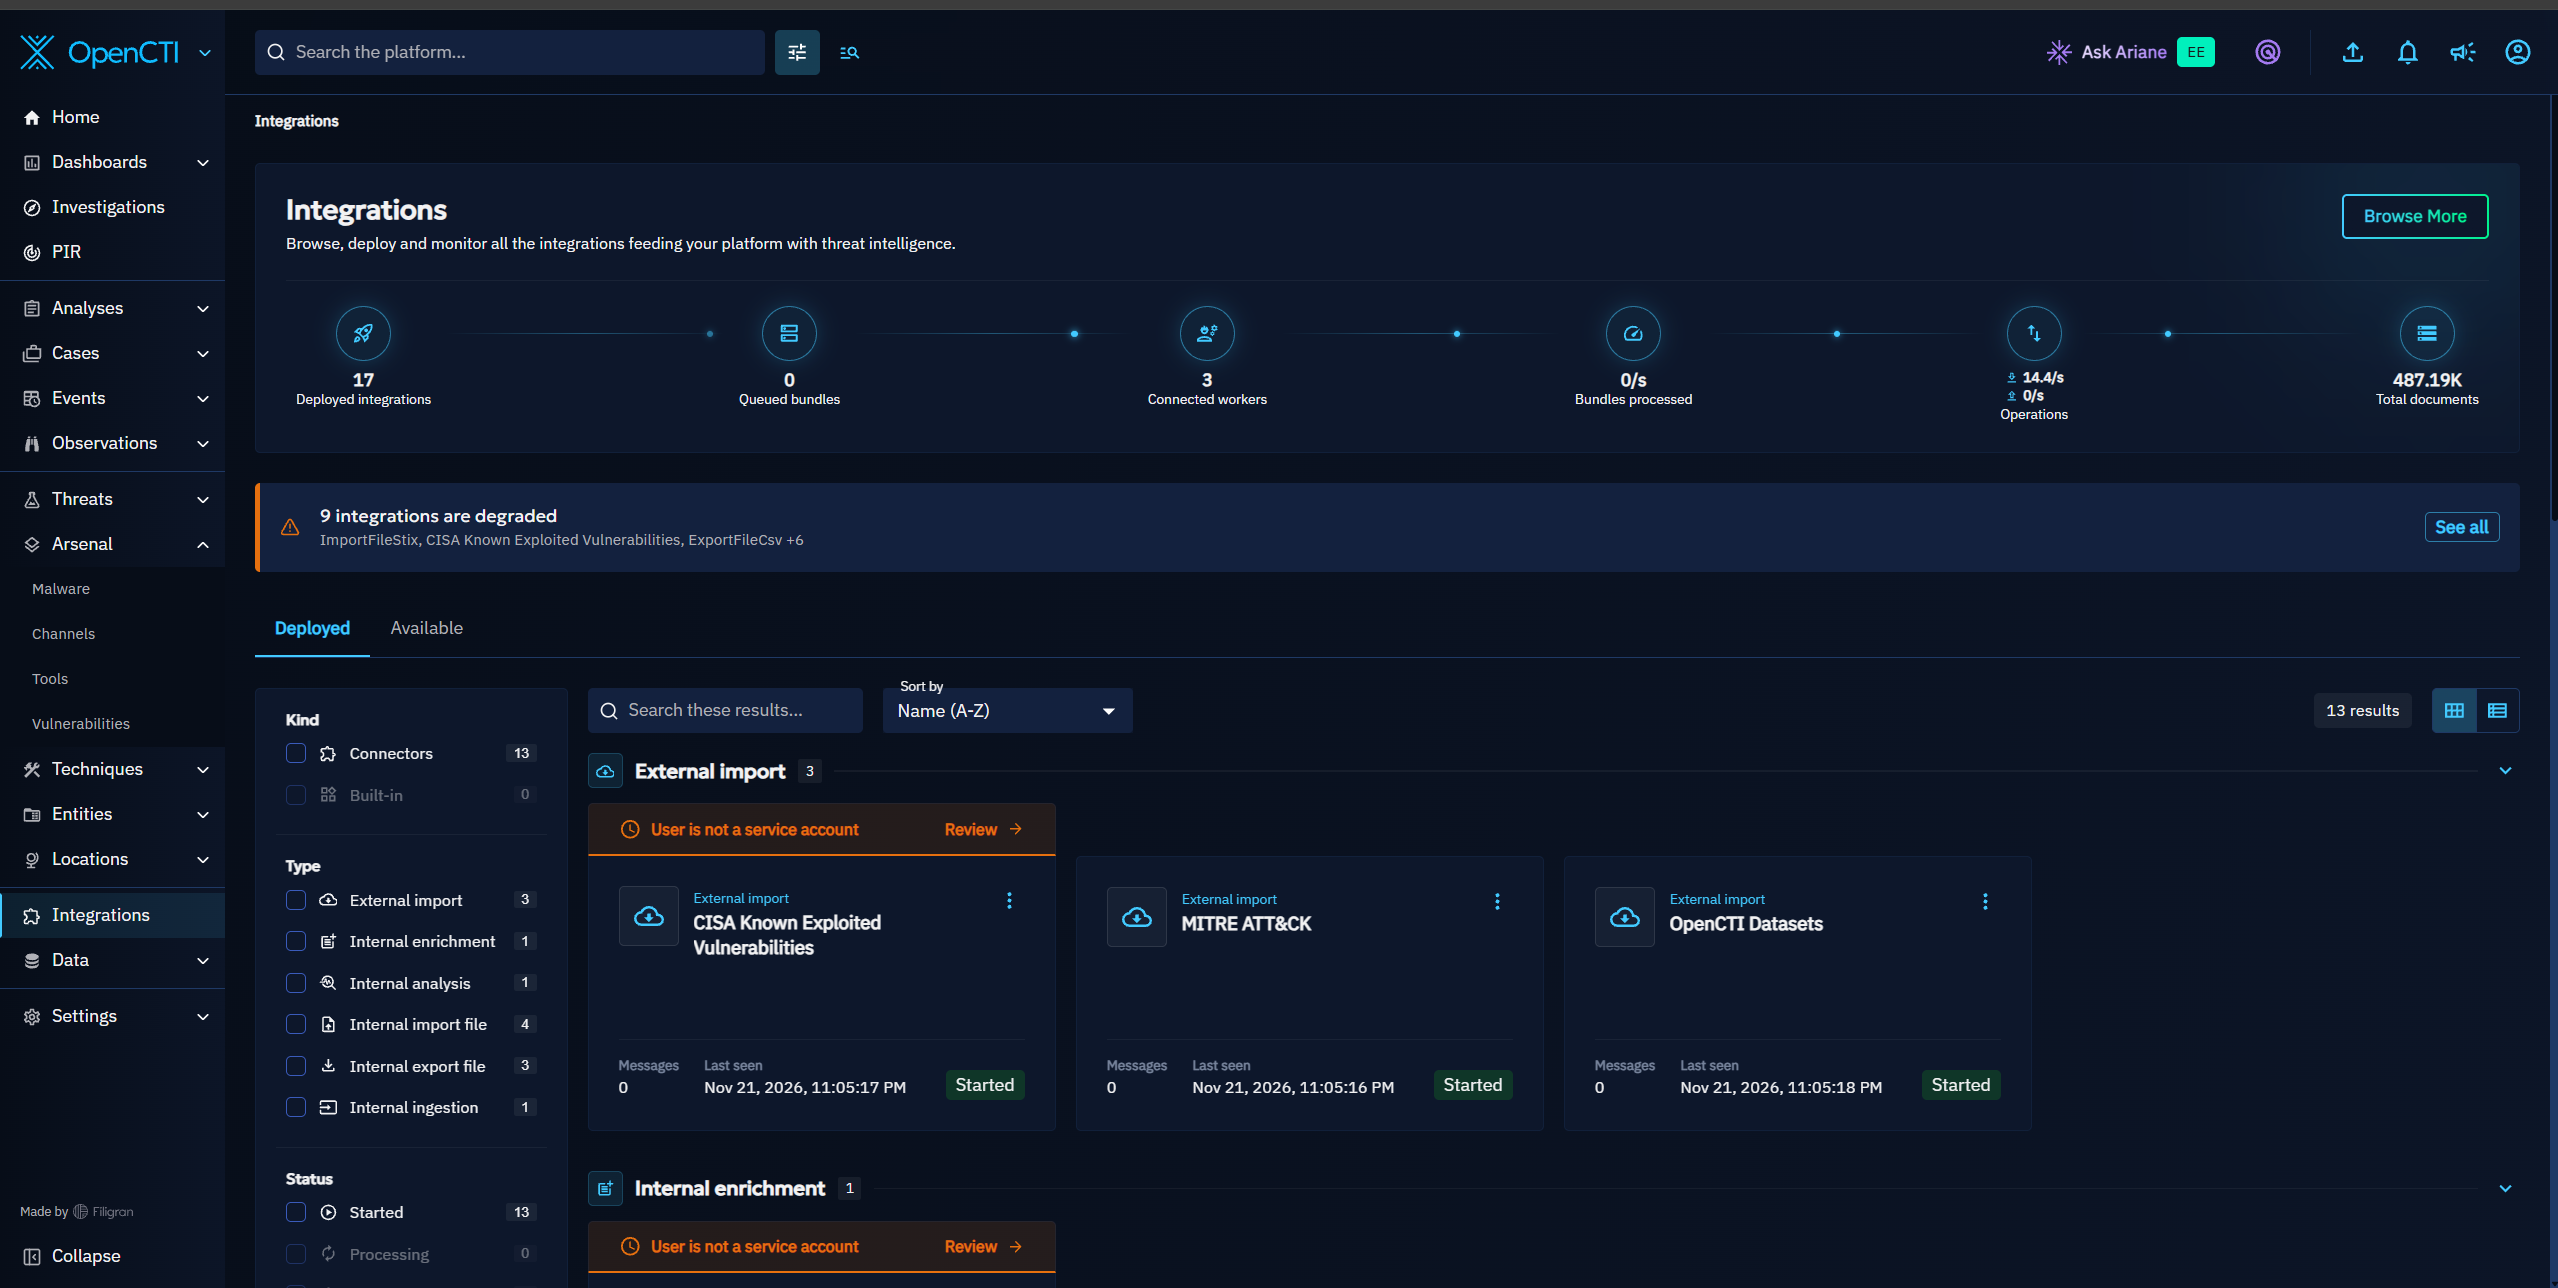 OpenCTI
Search the platform...
Ask Ariane EE
Home
Dashboards
Investigations
PIR
Analyses
Cases
Events
Observations
Threats
Arsenal
Malware
Channels
Tools
Vulnerabilities
Techniques
Entities
Locations
Integrations
Data
Settings
Made by Filigran
Collapse
Integrations
Integrations
Browse, deploy and monitor all the integrations feeding your platform with threat intelligence.
Browse More
17
Deployed integrations
0
Queued bundles
3
Connected workers
0/s
Bundles processed
14.4/s
0/s
Operations
487.19K
Total documents
9 integrations are degraded
ImportFileStix, CISA Known Exploited Vulnerabilities, ExportFileCsv +6
See all
Deployed
Available
Kind
Connectors 13
Built-in 0
Type
External import 3
Internal enrichment 1
Internal analysis 1
Internal import file 4
Internal export file 3
Internal ingestion 1
Status
Started 13
Processing 0
Search these results...
Sort by
Name (A-Z)
13 results
External import 3
User is not a service account Review
External import
CISA Known Exploited
Vulnerabilities
Messages Last seen
0 Nov 21, 2026, 11:05:17 PM Started
External import
MITRE ATT&CK
Messages Last seen
0 Nov 21, 2026, 11:05:16 PM Started
External import
OpenCTI Datasets
Messages Last seen
0 Nov 21, 2026, 11:05:18 PM Started
Internal enrichment 1
User is not a service account Review